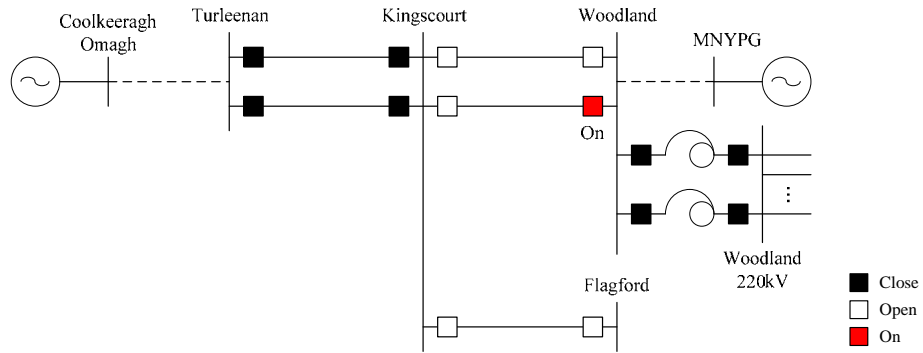 Coolkeeragh
Omagh
Turleenan
Kingscourt
Woodland
MNYPG
On
Woodland
220kV
Flagford
Close
Open
On